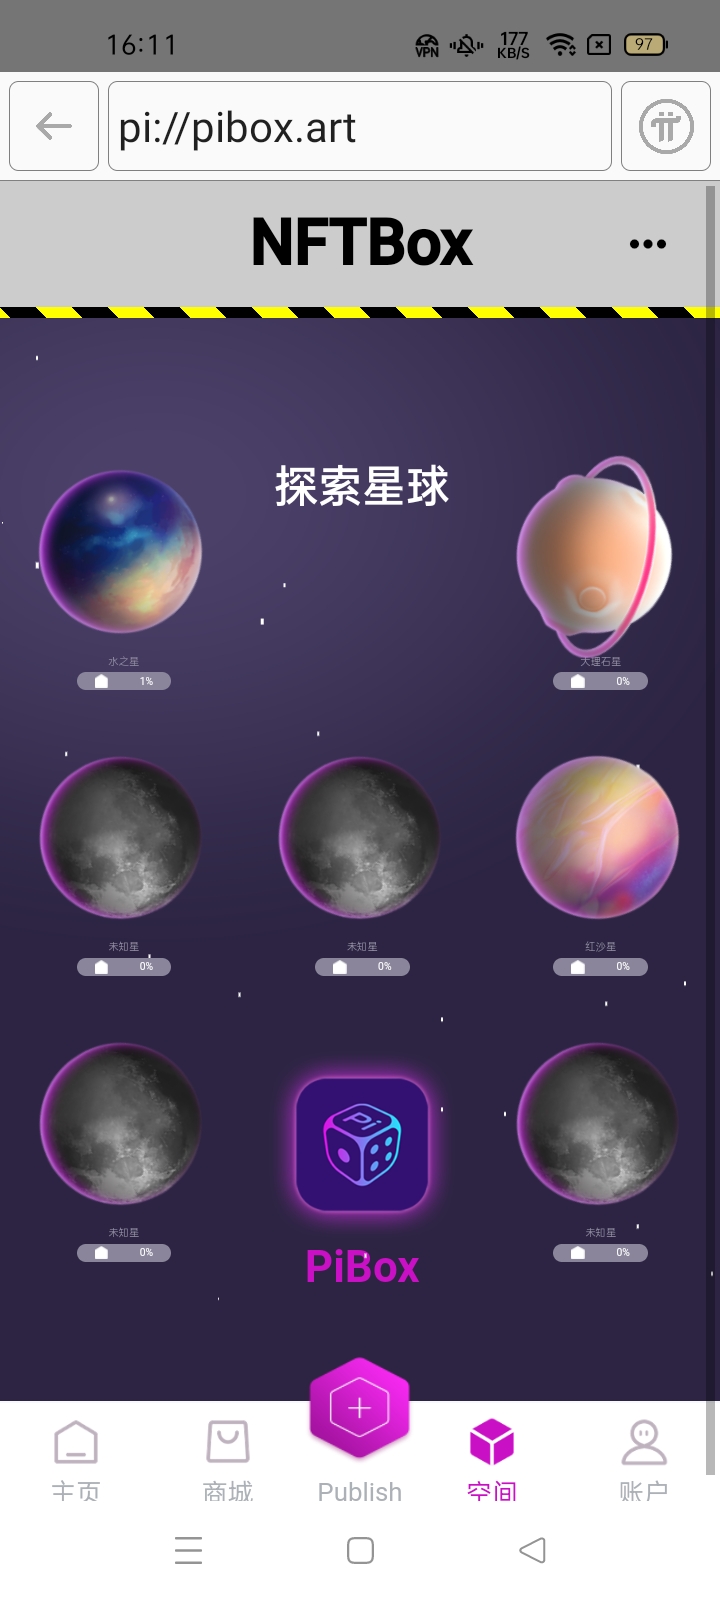 16:11
VPN
177
KB/S
97
pi://pibox.art
NFTBox
探索星球
水之星
1%
大理石星
0%
未知星
0%
未知星
0%
红沙星
0%
未知星
0%
Pi
PiBox
未知星
0%
主页
商城
Publish
空间
账户